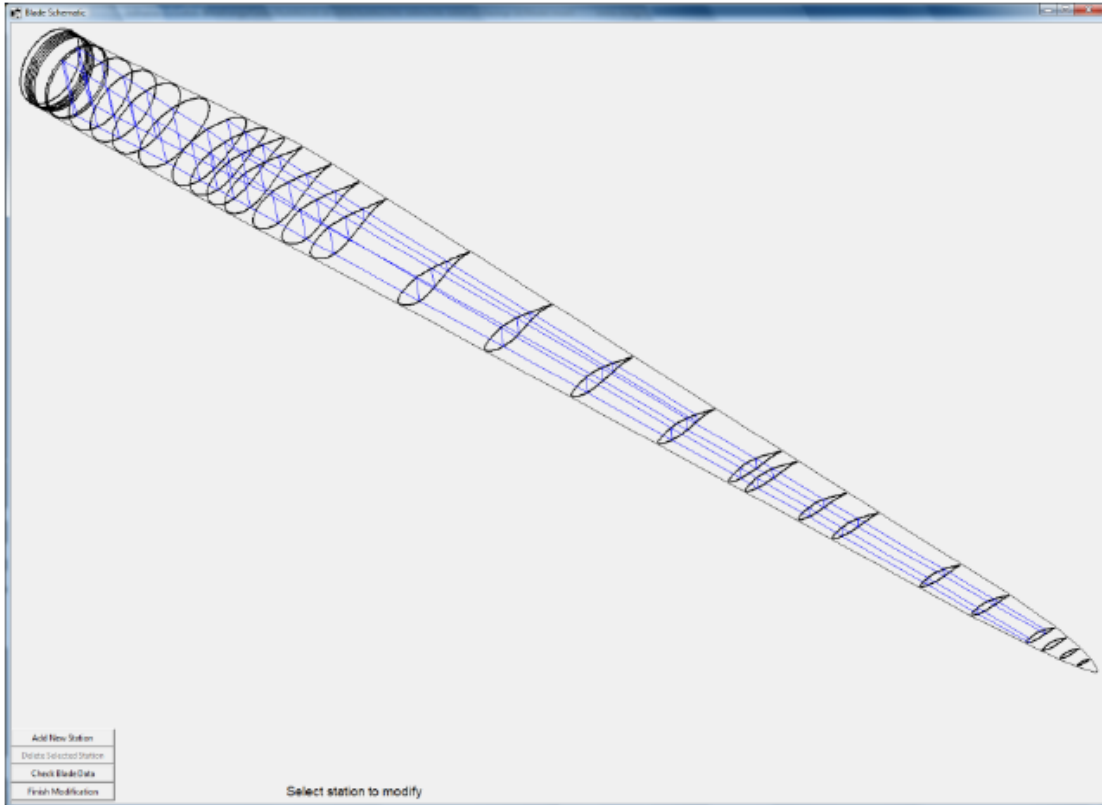 Blade Schematic
Add New Station
Delete Selected Station
Check Blade Data
Finish Modification
Select station to modify